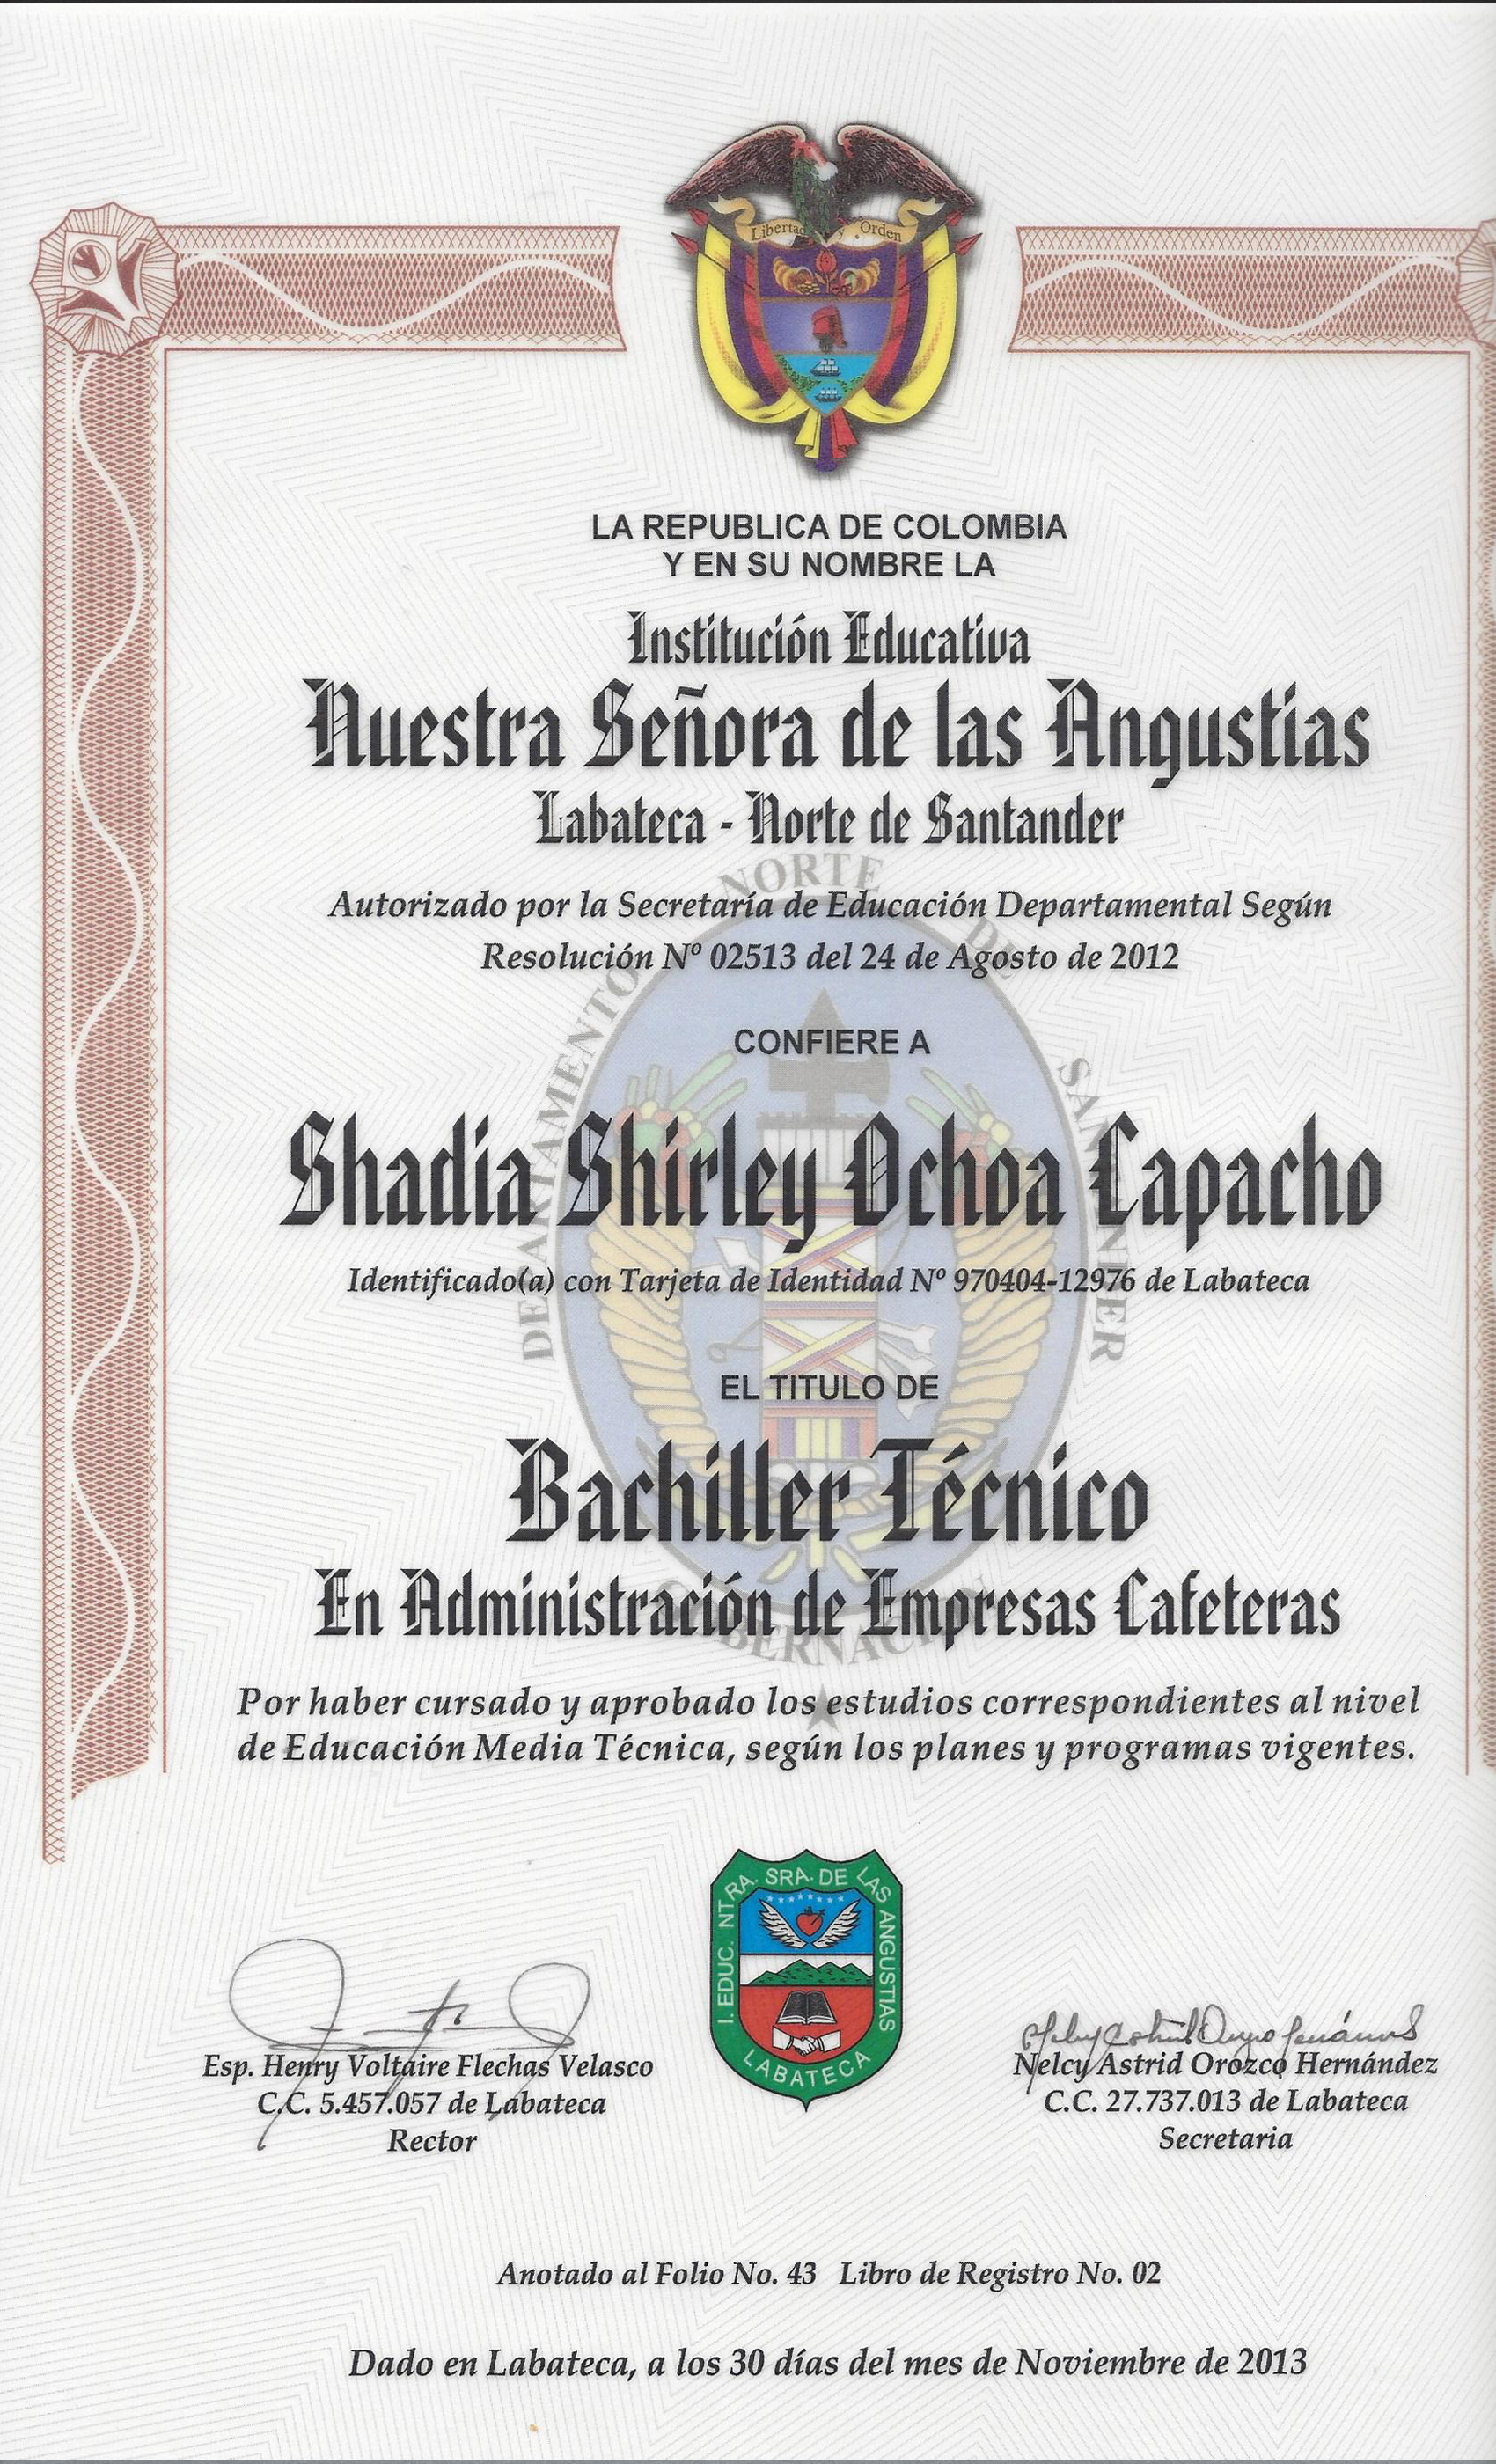 Libertad y Orden
LA REPUBLICA DE COLOMBIA
Y EN SU NOMBRE LA
Institución Educativa
Nuestra Señora de las Angustias
Labateca - Norte de Santander
Autorizado por la Secretaría de Educación Departamental Según
Resolución Nº 02513 del 24 de Agosto de 2012
DEPARTAMENTO NORTE DE SANTANDER
CONFIERE A
Shadia Shirley Ochoa Capacho
Identificado(a) con Tarjeta de Identidad Nº 970404-12976 de Labateca
EL TITULO DE
Bachiller Técnico
En Administración de Empresas Cafeteras
Por haber cursado y aprobado los estudios correspondientes al nivel
de Educación Media Técnica, según los planes y programas vigentes.
I. EDUC. NTRA. SRA. DE LAS ANGUSTIAS
LABATECA
Esp. Henry Voltaire Flechas Velasco
C.C. 5.457.057 de Labateca
Rector
Nelcy Astrid Orozco Hernández
C.C. 27.737.013 de Labateca
Secretaria
Anotado al Folio No. 43 Libro de Registro No. 02
Dado en Labateca, a los 30 días del mes de Noviembre de 2013